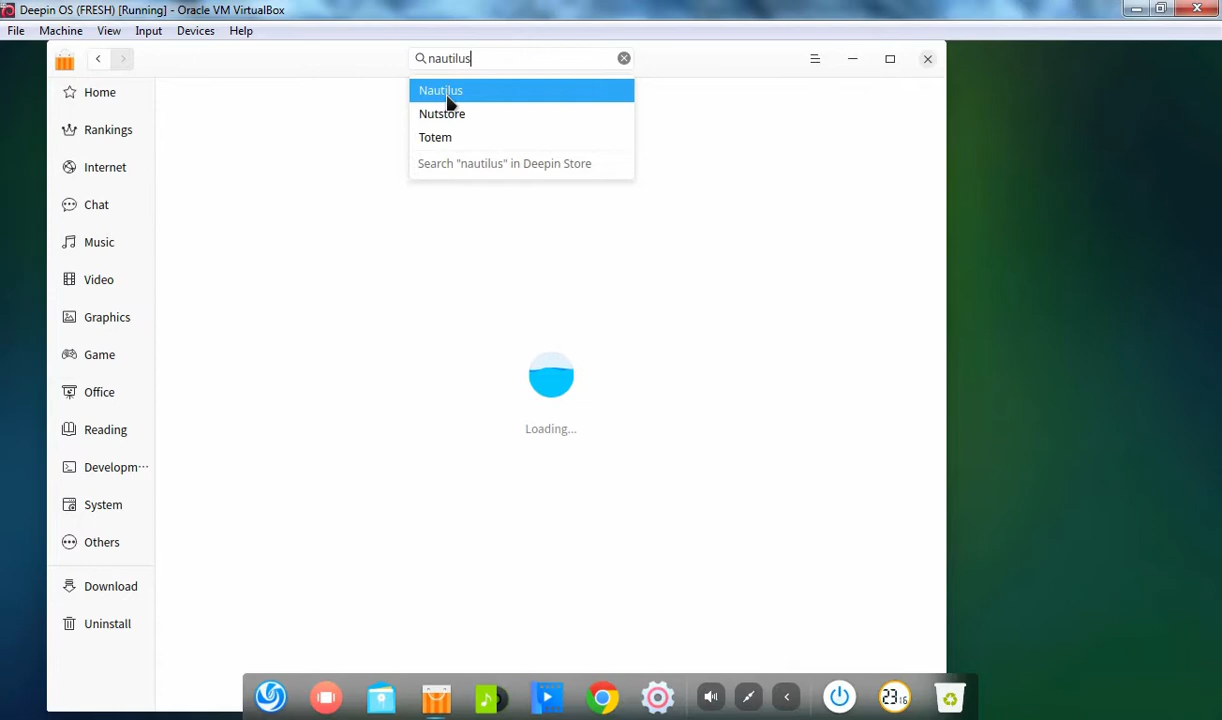 Deepin OS (FRESH) [Running] - Oracle VM VirtualBox
File Machine View Input Devices Help
nautilus
Nautilus
Nutstore
Totem
Search "nautilus" in Deepin Store
Home
Rankings
Internet
Chat
Music
Video
Graphics
Game
Office
Reading
Developm···
System
Others
Download
Uninstall
Loading...
23 16